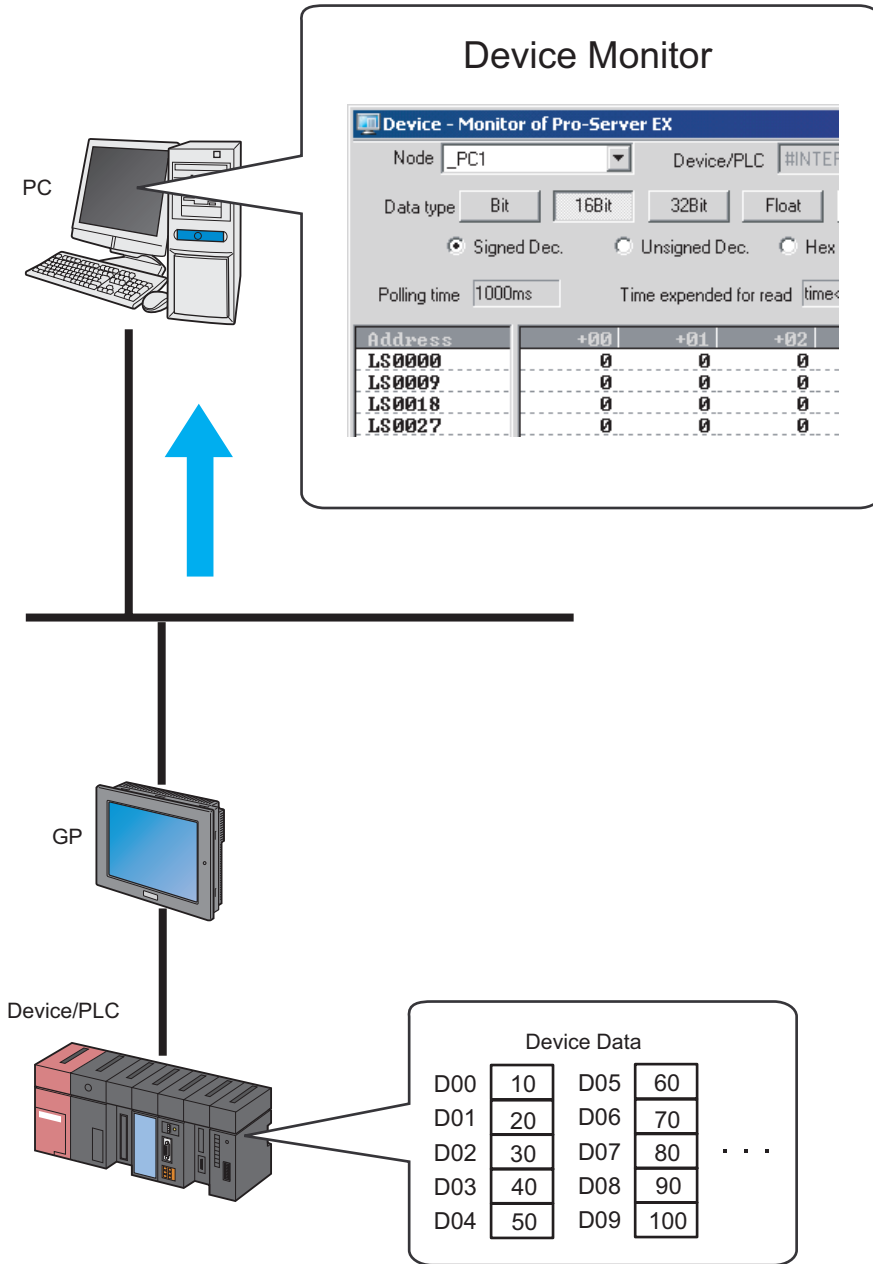 Device Monitor
Device - Monitor of Pro-Server EX
Node _PC1 Device/PLC #INTER
Data type Bit 16Bit 32Bit Float
Signed Dec. Unsigned Dec. Hex
Polling time 1000ms Time expended for read time<
Address +00 +01 +02
LS0000 0 0 0
LS0009 0 0 0
LS0018 0 0 0
LS0027 0 0 0
PC
GP
Device/PLC
Device Data
D00 10 D05 60
D01 20 D06 70
D02 30 D07 80 . . .
D03 40 D08 90
D04 50 D09 100